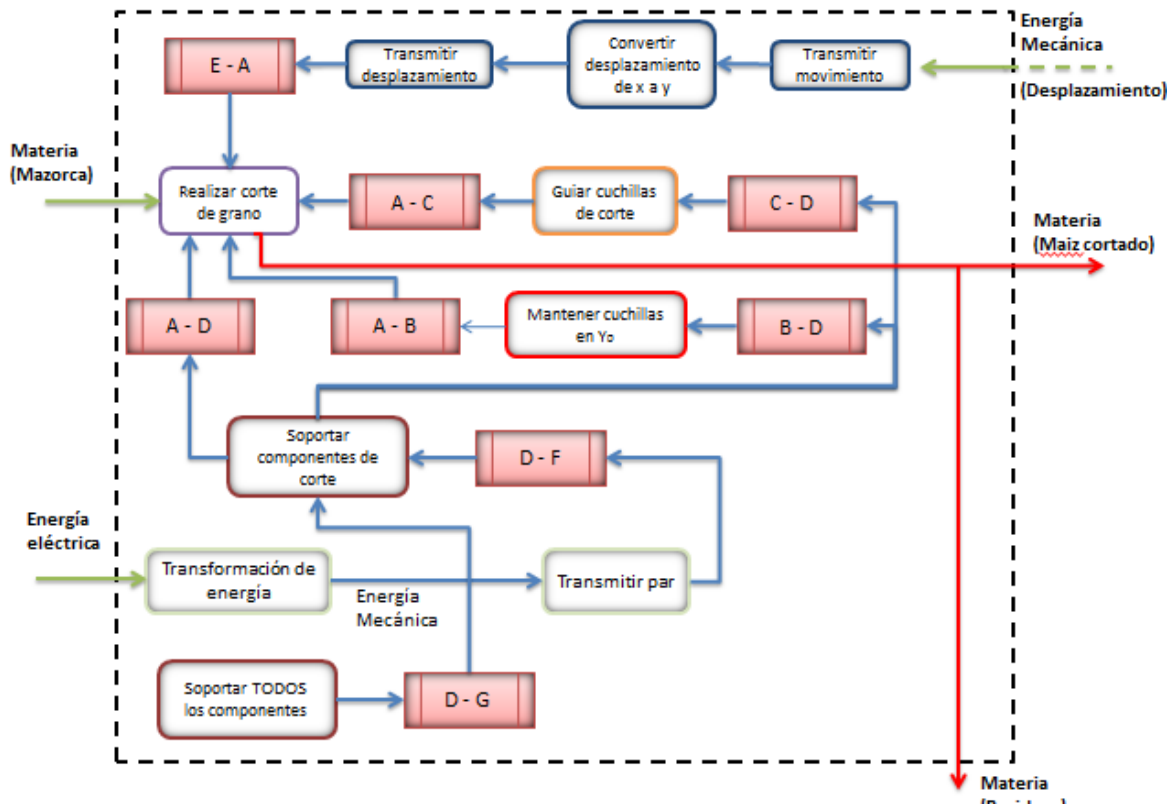 Energía
Mecánica
(Desplazamiento)
E - A
Transmitir
desplazamiento
Convertir
desplazamiento
de x a y
Transmitir
movimiento
Materia
(Mazorca)
Realizar corte
de grano
A - C
Guiar cuchillas
de corte
C - D
Materia
(Maiz cortado)
A - D
A - B
Mantener cuchillas
en Y₀
B - D
Soportar
componentes de
corte
D - F
Energía
eléctrica
Transformación de
energía
Energía
Mecánica
Transmitir par
Soportar TODOS
los componentes
D - G
Materia